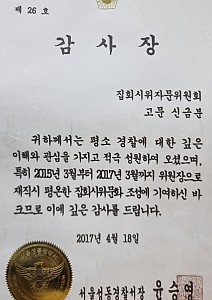 제 26 호
감 사 장
집회시위자문위원회
고문 신금분
귀하께서는 평소 경찰에 대한 깊은
이해와 관심을 가지고 적극 성원하여 오셨으며,
특히 2015년 3월부터 2017년 3월까지 위원장으로
재직시 평온한 집회시위문화 조성에 기여하신 바
크므로 이에 깊은 감사를 드립니다.
2017년 4월 18일
서울성동경찰서장 윤승영